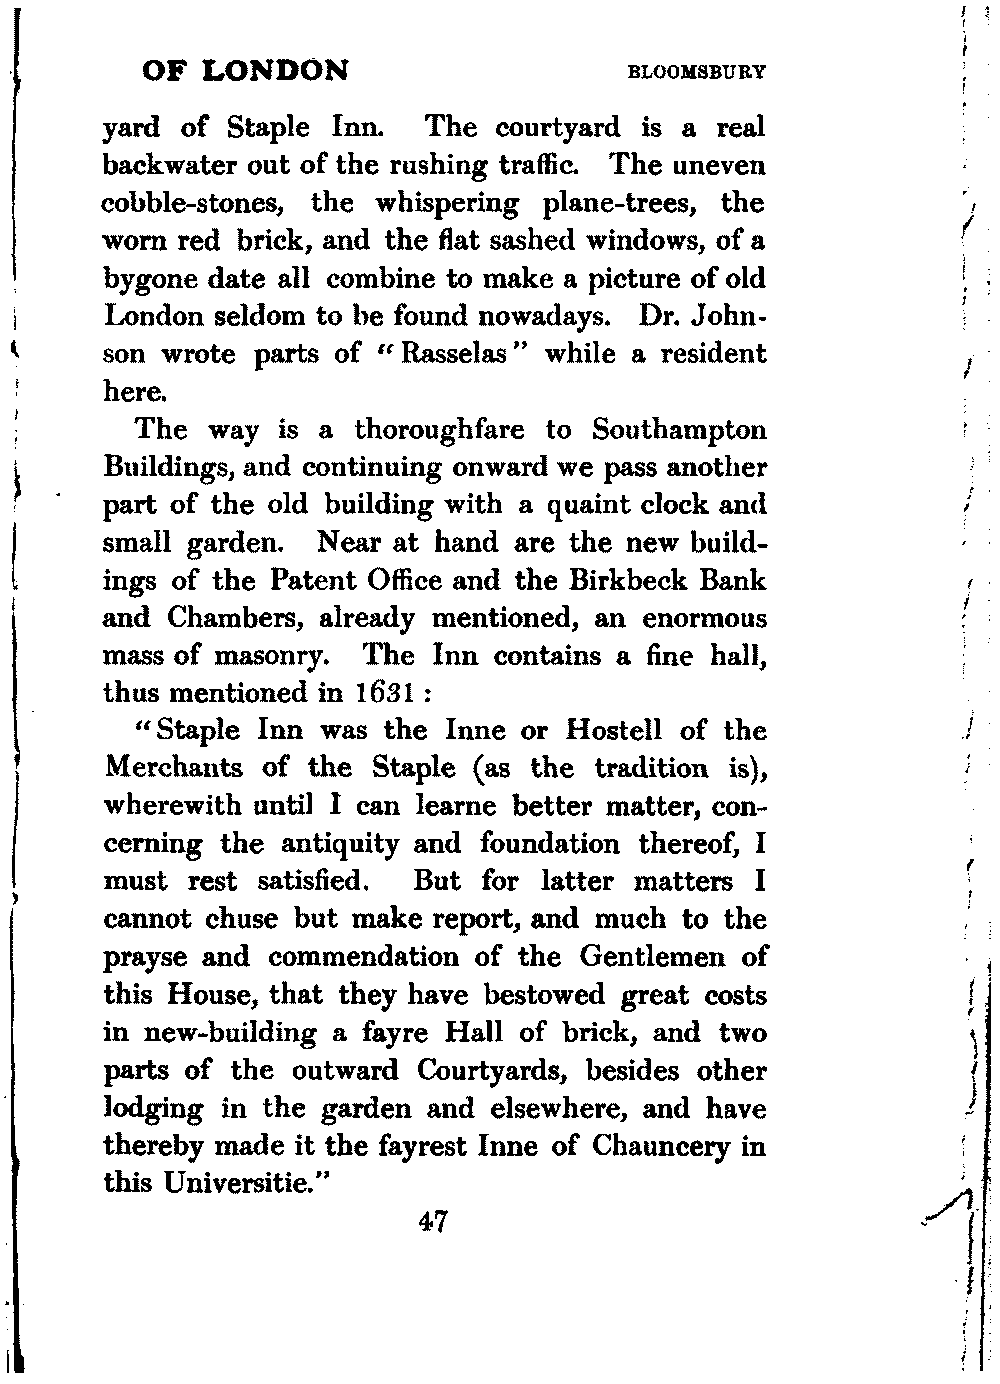 OF LONDON BLOOMSBURY
yard of Staple Inn. The courtyard is a real
backwater out of the rushing traffic. The uneven
cobble-stones, the whispering plane-trees, the
worn red brick, and the flat sashed windows, of a
bygone date all combine to make a picture of old
London seldom to be found nowadays. Dr. John-
son wrote parts of “Rasselas” while a resident
here.
The way is a thoroughfare to Southampton
Buildings, and continuing onward we pass another
part of the old building with a quaint clock and
small garden. Near at hand are the new build-
ings of the Patent Office and the Birkbeck Bank
and Chambers, already mentioned, an enormous
mass of masonry. The Inn contains a fine hall,
thus mentioned in 1631 :
“Staple Inn was the Inne or Hostell of the
Merchants of the Staple (as the tradition is),
wherewith until I can learne better matter, con-
cerning the antiquity and foundation thereof, I
must rest satisfied. But for latter matters I
cannot chuse but make report, and much to the
prayse and commendation of the Gentlemen of
this House, that they have bestowed great costs
in new-building a fayre Hall of brick, and two
parts of the outward Courtyards, besides other
lodging in the garden and elsewhere, and have
thereby made it the fayrest Inne of Chauncery in
this Universitie.”
47